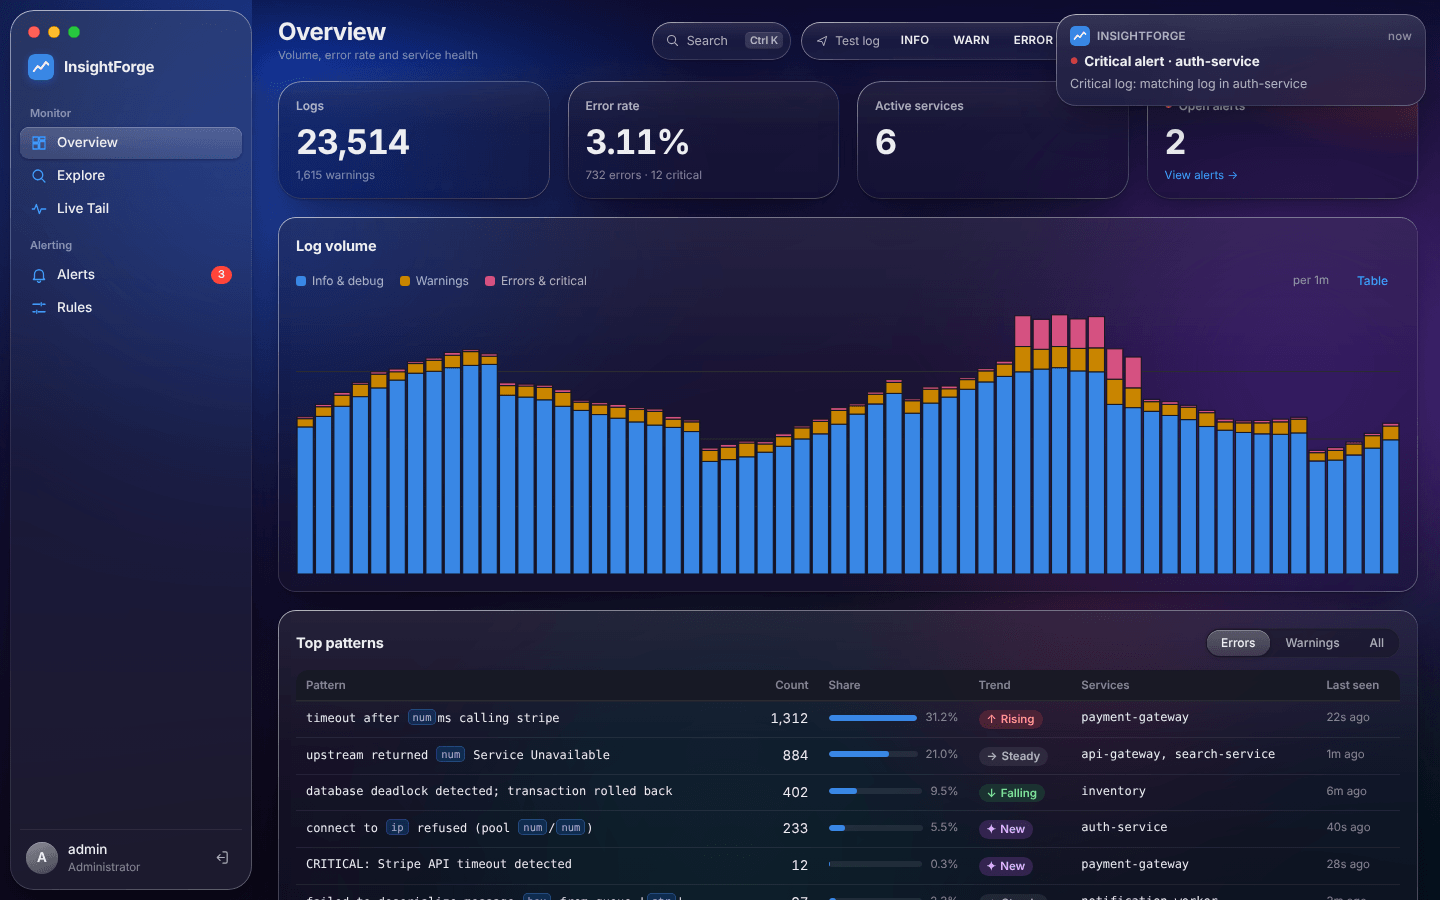 InsightForge
Monitor
Overview
Explore
Live Tail
Alerting
Alerts 3
Rules
A
admin
Administrator
Overview
Volume, error rate and service health
Search Ctrl K
Test log INFO WARN ERROR
INSIGHTFORGE now
Critical alert · auth-service
Critical log: matching log in auth-service
Logs
23,514
1,615 warnings
Error rate
3.11%
732 errors · 12 critical
Active services
6
Open alerts
2
View alerts →
Log volume
Info & debug Warnings Errors & critical
per 1m Table
Top patterns
Errors Warnings All
Pattern Count Share Trend Services Last seen
timeout after num ms calling stripe 1,312 31.2% ↑ Rising payment-gateway 22s ago
upstream returned num Service Unavailable 884 21.0% → Steady api-gateway, search-service 1m ago
database deadlock detected; transaction rolled back 402 9.5% ↓ Falling inventory 6m ago
connect to ip refused (pool num/num) 233 5.5% ✦ New auth-service 40s ago
CRITICAL: Stripe API timeout detected 12 0.3% ✦ New payment-gateway 28s ago